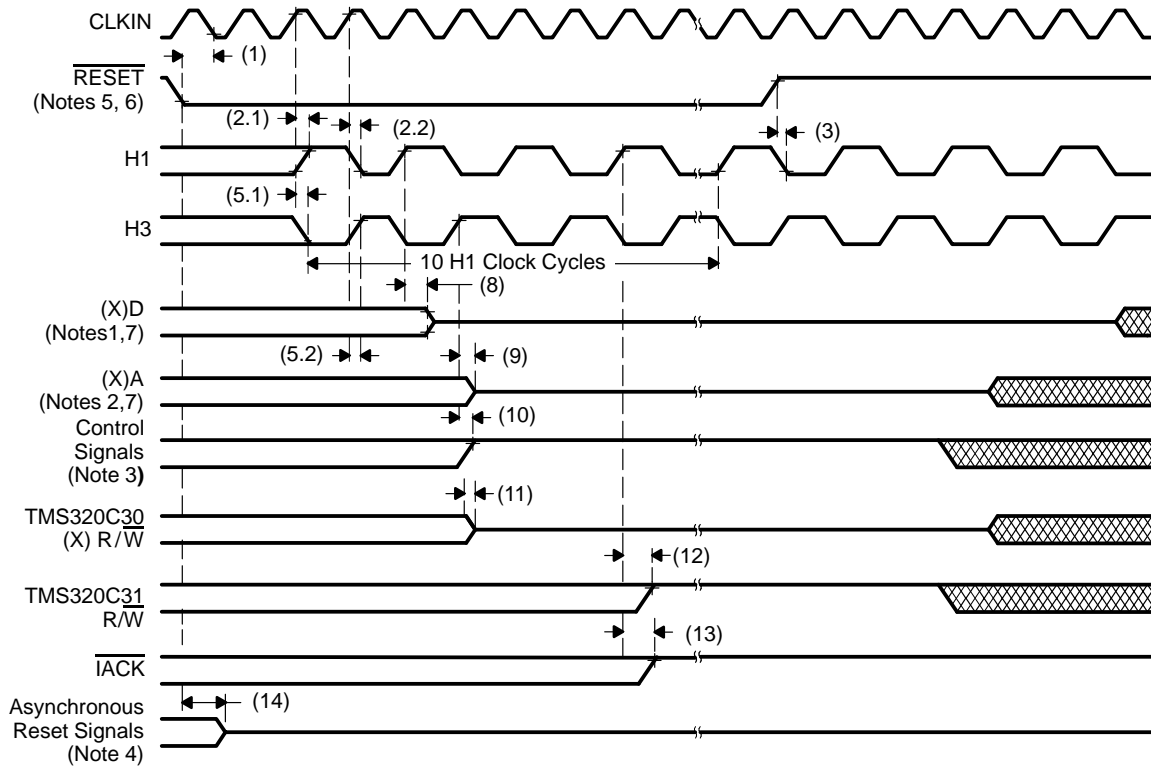 CLKIN
(1)
RESET
(Notes 5, 6)
(2.1)
(2.2)
(3)
H1
(5.1)
H3
10 H1 Clock Cycles
(8)
(X)D
(Notes1,7)
(5.2)
(9)
(X)A
(Notes 2,7)
(10)
Control
Signals
(Note 3)
(11)
TMS320C30
(X) R/W
(12)
TMS320C31
R/W
(13)
IACK
(14)
Asynchronous
Reset Signals
(Note 4)